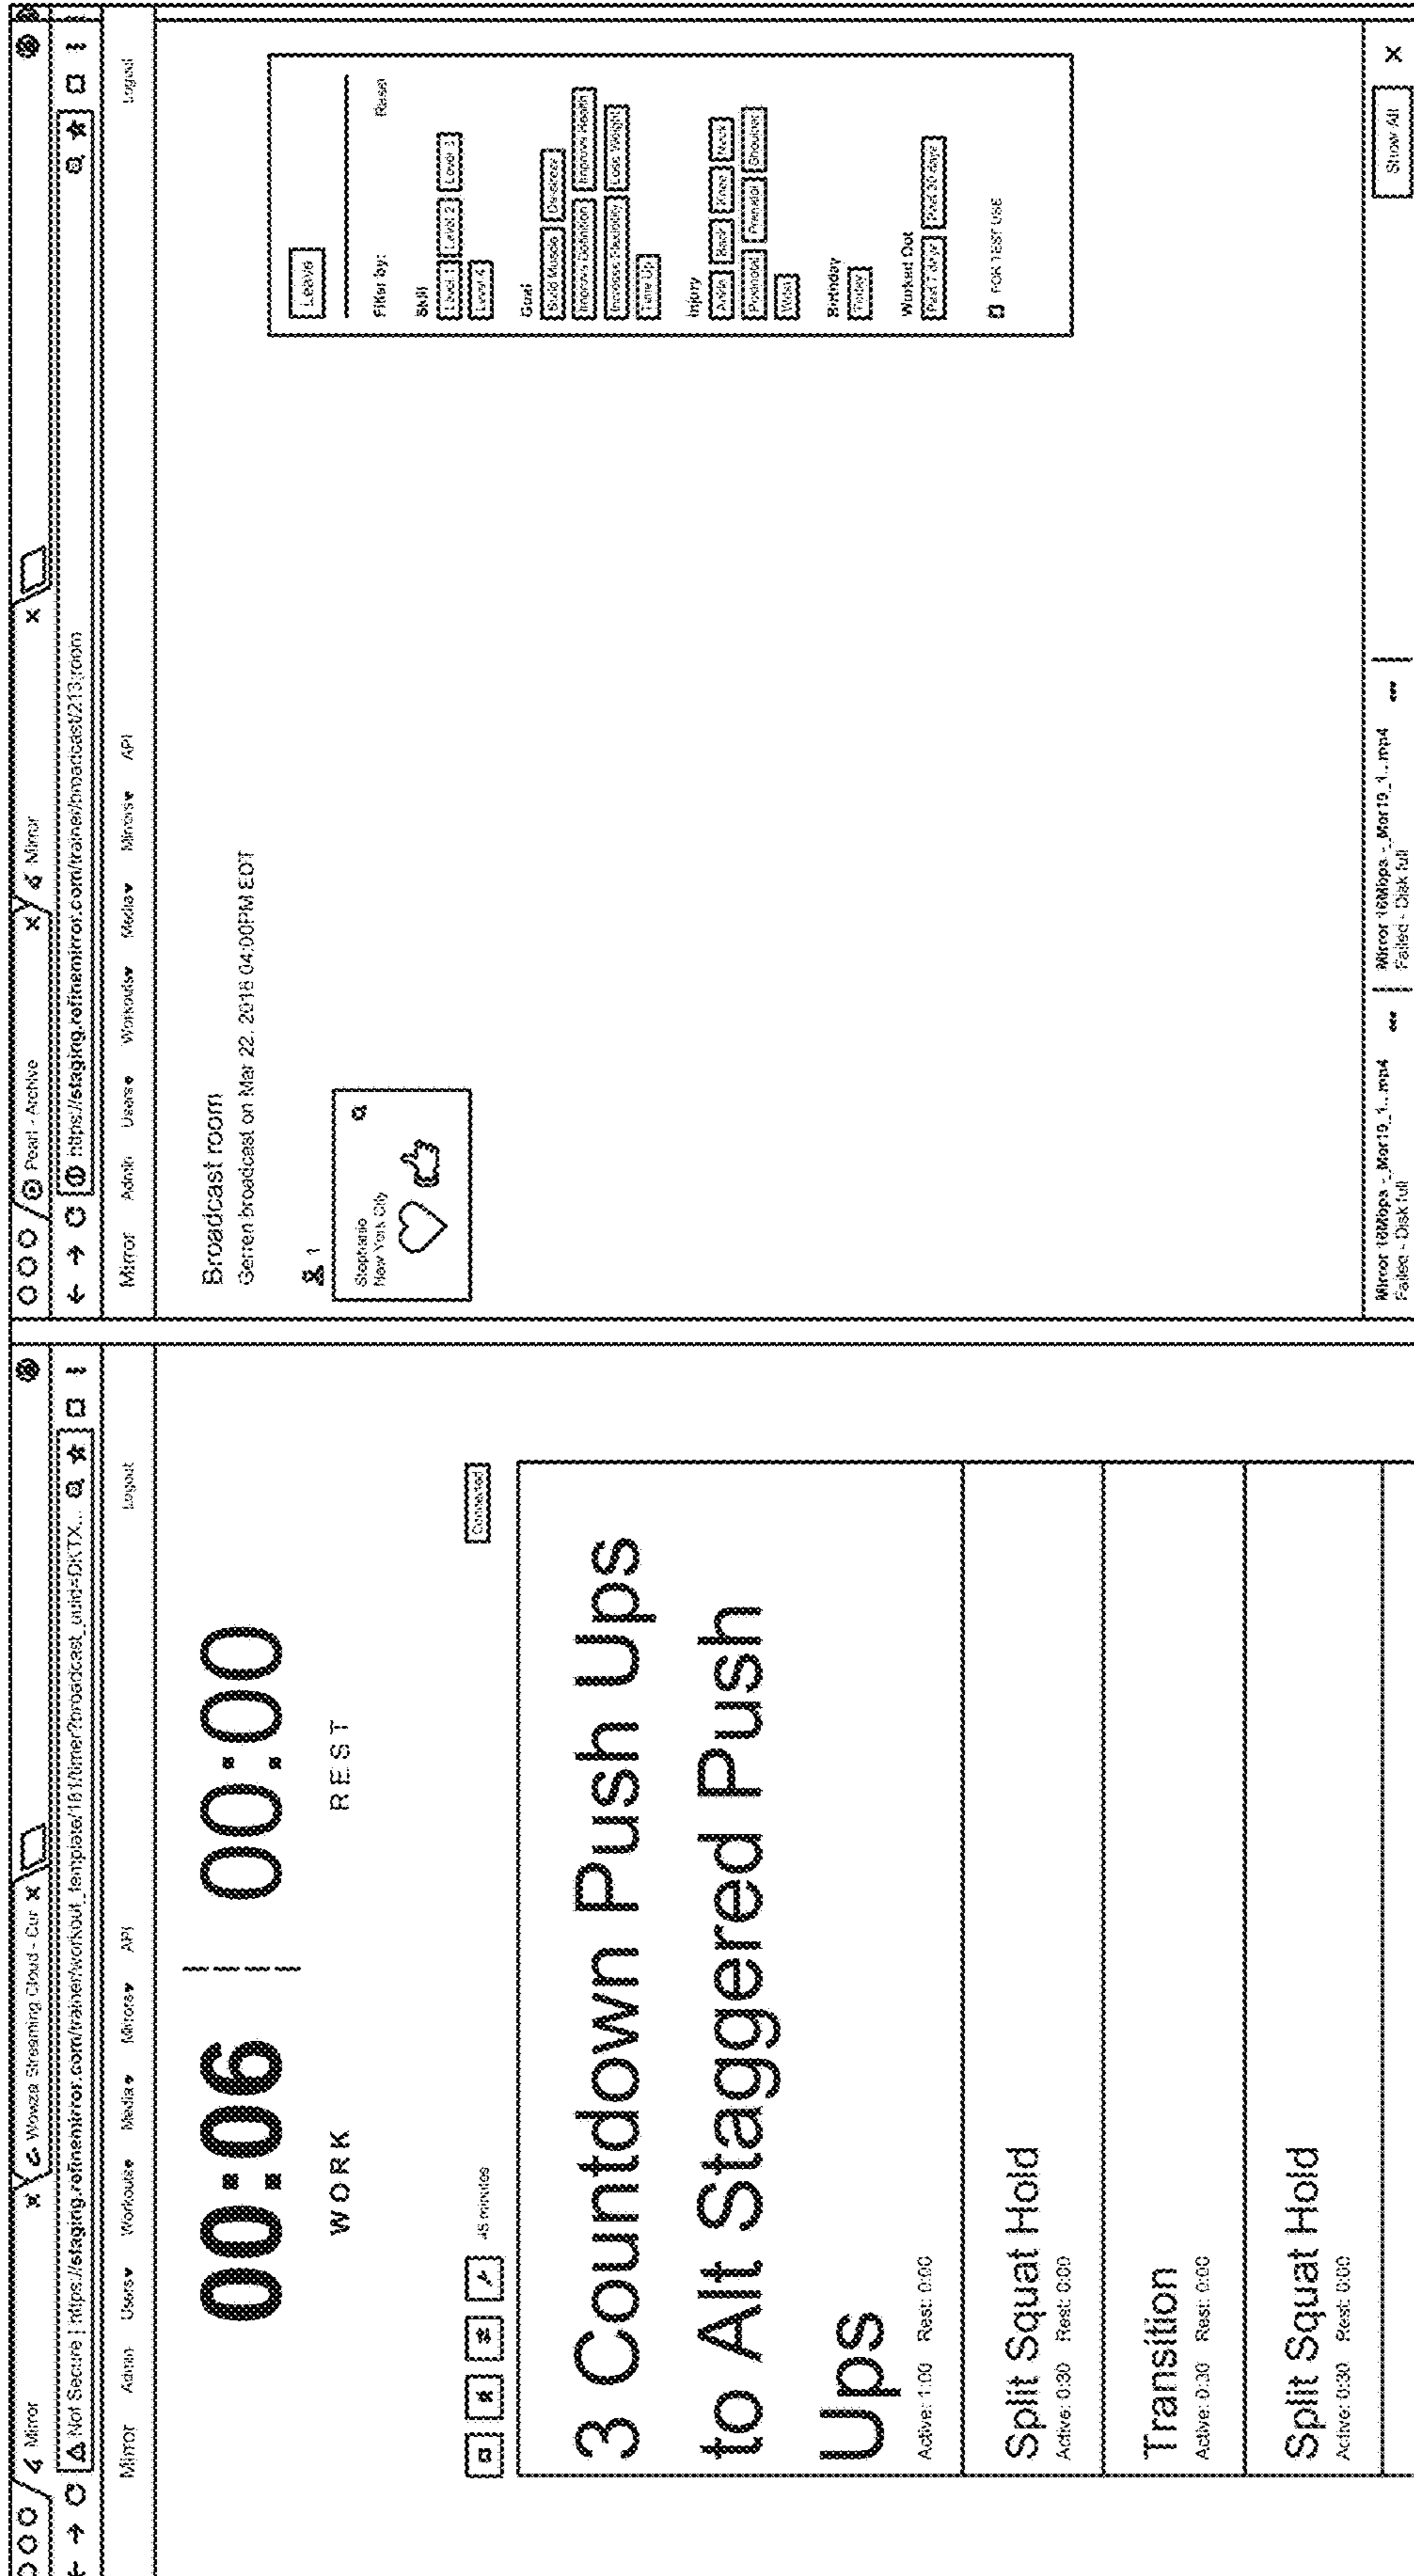 Mirror
Wowza Streaming Cloud - Cur
Not Secure | https://staging.refinemirror.com/trainer/workout_template/181/timer?broadcast_uuid=DKTX...
Mirror Admin Users Workouts Media Mirrors API Logout
00:06 | 00:00
WORK REST
45 minutes Connected
3 Countdown Push Ups
to Alt Staggered Push
Ups
Active: 1:00 Rest: 0:00
Split Squat Hold
Active: 0:30 Rest: 0:00
Transition
Active: 0:30 Rest: 0:00
Split Squat Hold
Active: 0:30 Rest: 0:00
Pearl - Archive
Mirror
https://staging.refinemirror.com/trainer/broadcast/213/room
Mirror Admin Users Workouts Media Mirrors API Logout
Broadcast room
Gerren broadcast on Mar 22, 2018 04:00PM EDT
1
Stephanie
New York City
Leave
Filter by: Reset
Skill
Level 1 Level 2 Level 3
Level 4
Goal
Build Muscle De-stress
Improve Definition Improve Health
Increase Flexibility Loss Weight
Tone Up
Injury
Ankle Back Knee Neck
Postnatal Prenatal Shoulder
Wrist
Birthday
Today
Worked Out
Past 7 days Past 30 days
FOR TEST USE
Mirror 16Mbps -_Mar19_1...mp4
Failed - Disk full
Mirror 16Mbps -_Mar19_1...mp4
Failed - Disk full
Show All